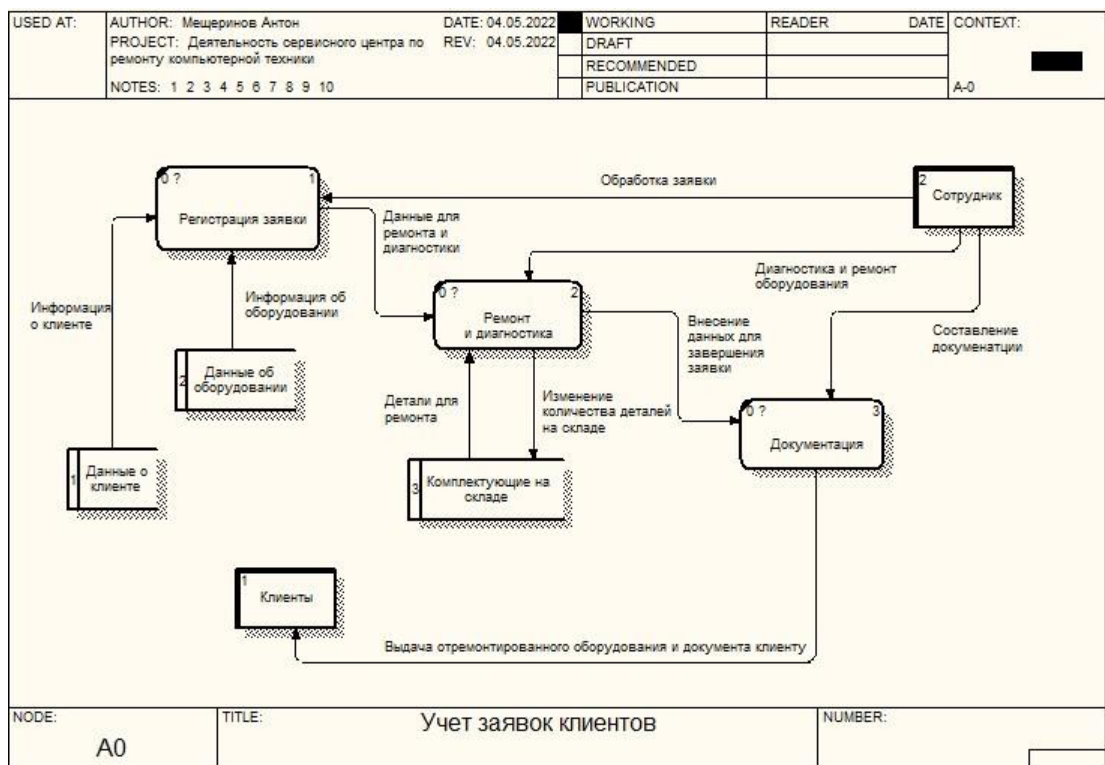 USED AT:
AUTHOR: Мещеринов Антон
DATE: 04.05.2022
PROJECT: Деятельность сервисного центра по
ремонту компьютерной техники
REV: 04.05.2022
NOTES: 1 2 3 4 5 6 7 8 9 10
WORKING
DRAFT
RECOMMENDED
PUBLICATION
READER
DATE
CONTEXT:
A-0
0 ?
1
Регистрация заявки
Обработка заявки
2
Сотрудник
Данные для
ремонта и
диагностики
Диагностика и ремонт
оборудования
Информация
о клиенте
Информация об
оборудовании
0 ?
2
Ремонт
и диагностика
Внесение
данных для
завершения
заявки
Составление
докуменатции
2
Данные об
оборудовании
Детали для
ремонта
Изменение
количества деталей
на складе
0 ?
3
Документация
1
Данные о
клиенте
3
Комплектующие на
складе
1
Клиенты
Выдача отремонтированного оборудования и документа клиенту
NODE:
A0
TITLE:
Учет заявок клиентов
NUMBER: